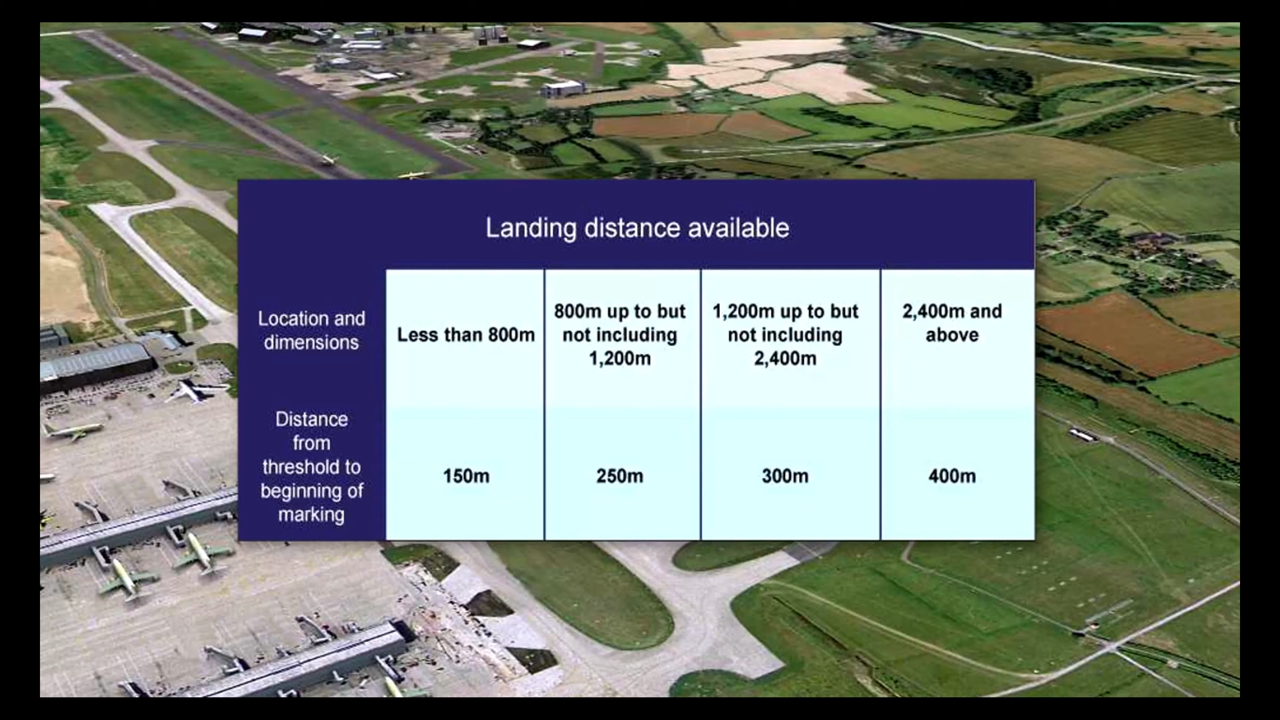 Landing distance available
Location and
dimensions
Less than 800m
800m up to but
not including
1,200m
1,200m up to but
not including
2,400m
2,400m and
above
Distance
from
threshold to
beginning of
marking
150m
250m
300m
400m